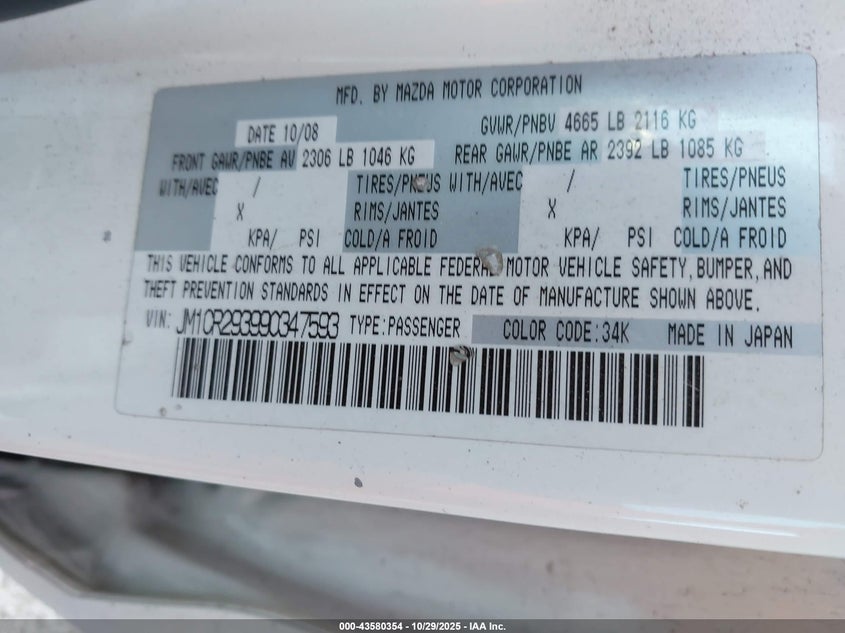 MFD. BY MAZDA MOTOR CORPORATION
DATE 10/08 GVWR/PNBV 4665 LB 2116 KG
FRONT GAWR/PNBE AV 2306 LB 1046 KG REAR GAWR/PNBE AR 2392 LB 1085 KG
WITH/AVEC / TIRES/PNEUS WITH/AVEC / TIRES/PNEUS
X RIMS/JANTES X RIMS/JANTES
KPA/ PSI COLD/A FROID KPA/ PSI COLD/A FROID
THIS VEHICLE CONFORMS TO ALL APPLICABLE FEDERAL MOTOR VEHICLE SAFETY, BUMPER, AND
THEFT PREVENTION STANDARDS IN EFFECT ON THE DATE OF MANUFACTURE SHOWN ABOVE.
VIN: JM1CR293990347593 TYPE:PASSENGER COLOR CODE:34K MADE IN JAPAN
000-43580354 | 10/29/2025 - IAA Inc.